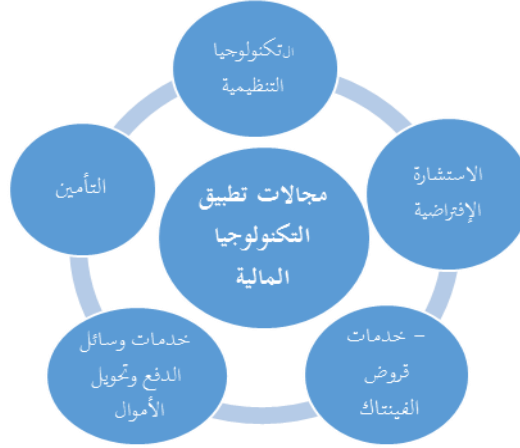 التكنولوجيا
التنظيمية
الاستشارة
الإفتراضية
– خدمات
قروض
الفينتاك
خدمات وسائل
الدفع وتحويل
الأموال
التأمين
مجالات تطبيق
التكنولوجيا
المالية